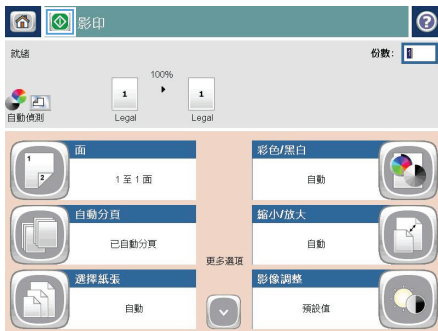 影印
就緒
份數: 1
100%
1
1
自動偵測
Legal
Legal
面
1
2
1 至 1 面
彩色/黑白
自動
自動分頁
已自動分頁
縮小/放大
自動
更多選項
選擇紙張
自動
影像調整
預設值